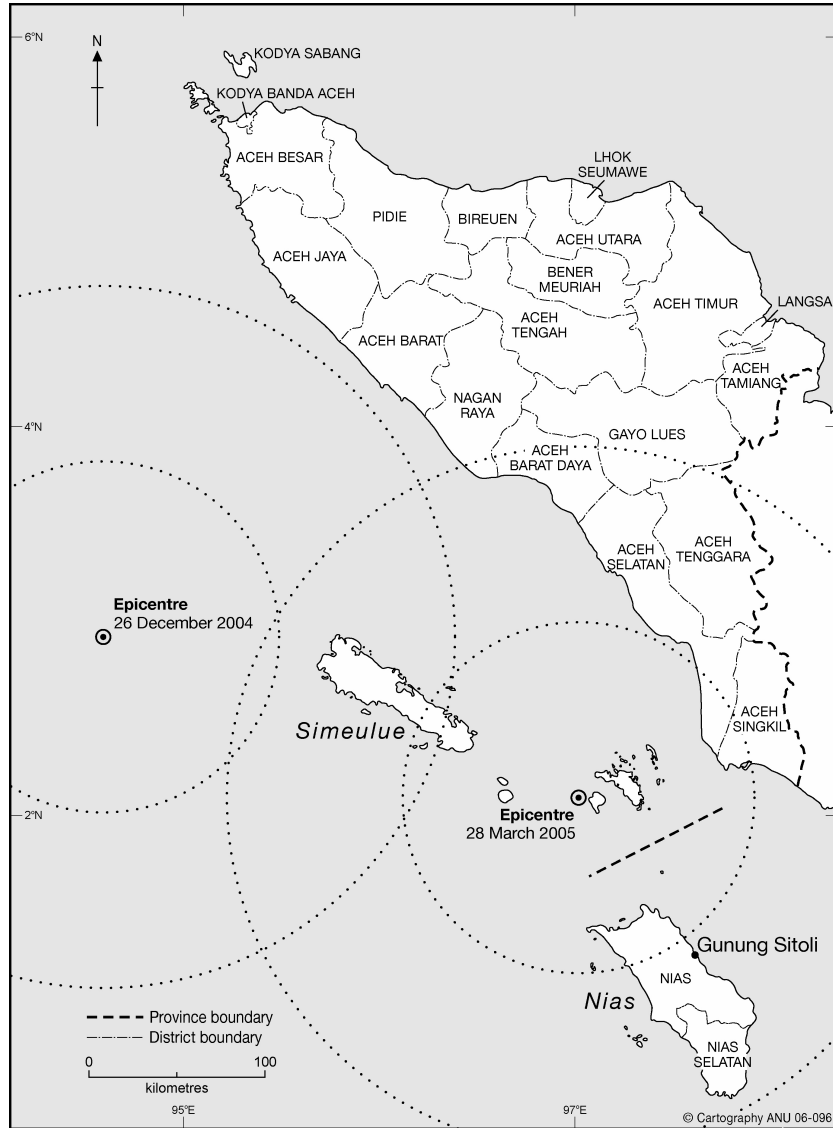 6°N
N
KODYA SABANG
KODYA BANDA ACEH
ACEH BESAR
LHOK
SEUMAWE
PIDIE
BIREUEN
ACEH UTARA
ACEH JAYA
BENER
MEURIAH
ACEH TIMUR
LANGSA
ACEH
TENGAH
ACEH BARAT
ACEH
TAMIANG
NAGAN
RAYA
4°N
GAYO LUES
ACEH
BARAT DAYA
ACEH
SELATAN
ACEH
TENGGARA
Epicentre
26 December 2004
Simeulue
ACEH
SINGKIL
2°N
Epicentre
28 March 2005
Gunung Sitoli
NIAS
Nias
NIAS
SELATAN
Province boundary
District boundary
0 100
kilometres
95°E
97°E
© Cartography ANU 06-096